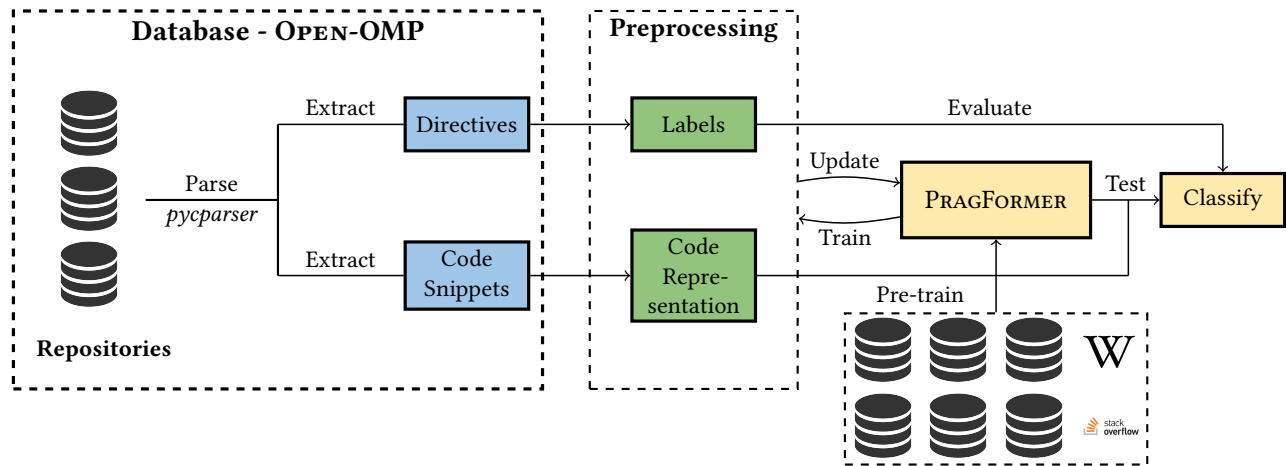 Database - OPEN-OMP
Preprocessing
Extract
Directives
Labels
Evaluate
Parse
pycparser
Update
Train
PRAGFORMER
Test
Classify
Extract
Code
Snippets
Code
Repre-
sentation
Pre-train
Repositories
W
stack
overflow